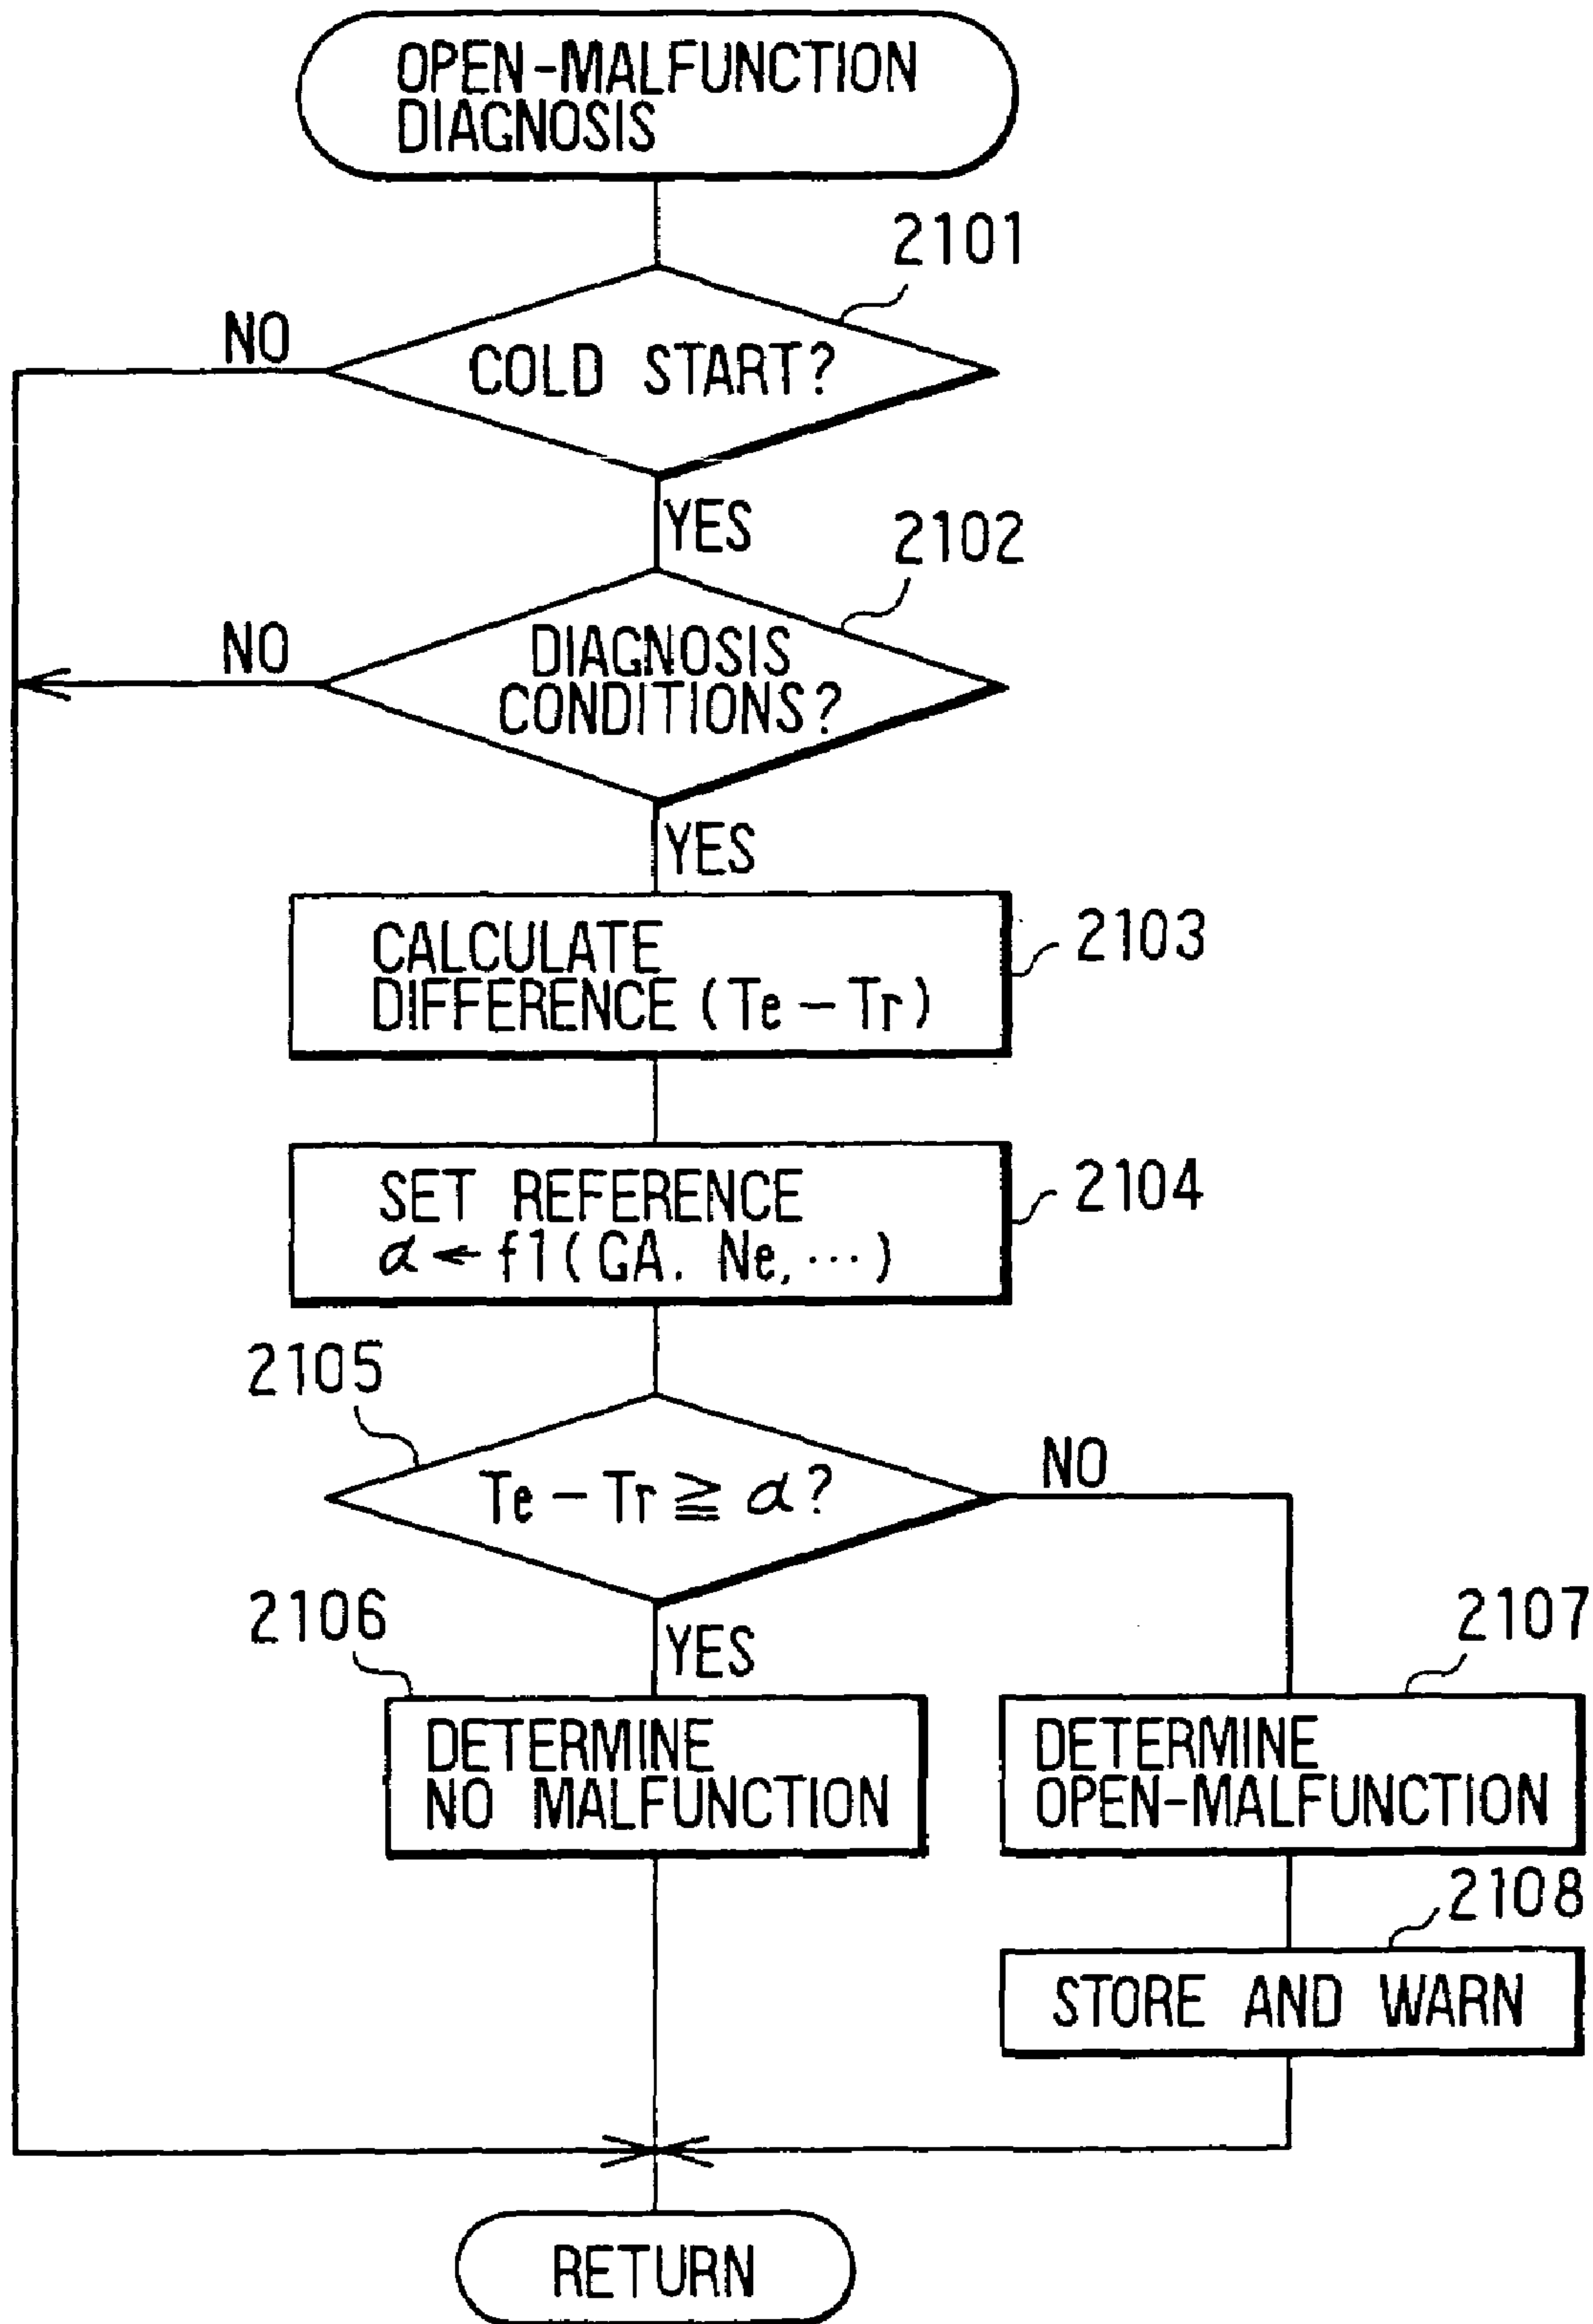 OPEN-MALFUNCTION
DIAGNOSIS
2101
NO
COLD START?
YES
2102
NO
DIAGNOSIS
CONDITIONS?
YES
CALCULATE
DIFFERENCE (Te - Tr)
2103
SET REFERENCE
α ← f1(GA. Ne, ⋯)
2104
2105
Te - Tr ≧ α?
NO
2106
YES
2107
DETERMINE
NO MALFUNCTION
DETERMINE
OPEN-MALFUNCTION
2108
STORE AND WARN
RETURN